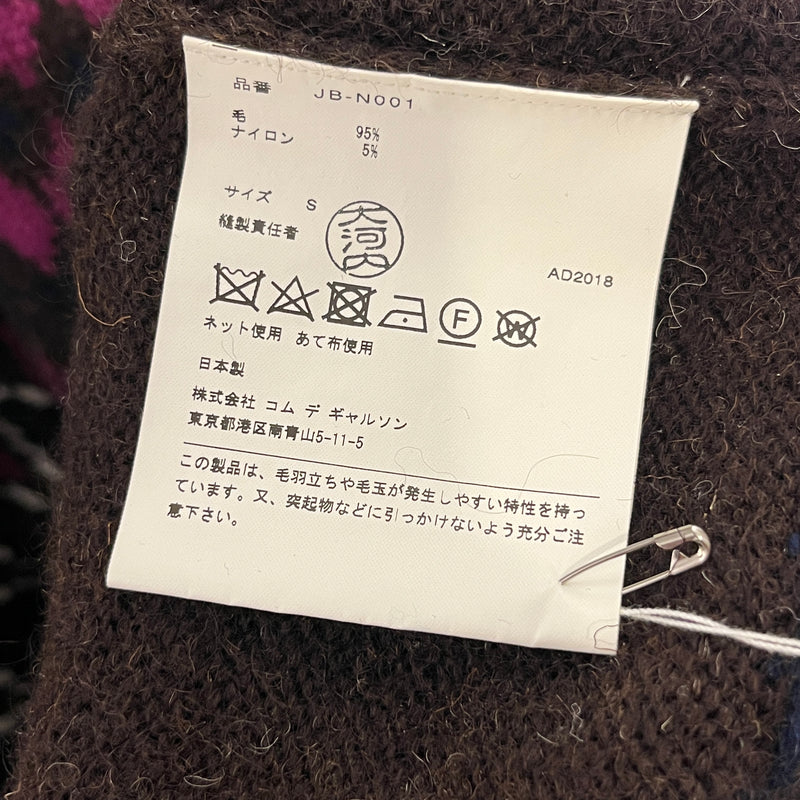 品番 JB-N001
毛 95%
ナイロン 5%
サイズ S
縫製責任者 大河内
AD2018
F W
ネット使用 あて布使用
日本製
株式会社 コム デ ギャルソン
東京都港区南青山5-11-5
この製品は、毛羽立ちや毛玉が発生しやすい特性を持っ
ています。又、突起物などに引っかけないよう充分ご注
意下さい。